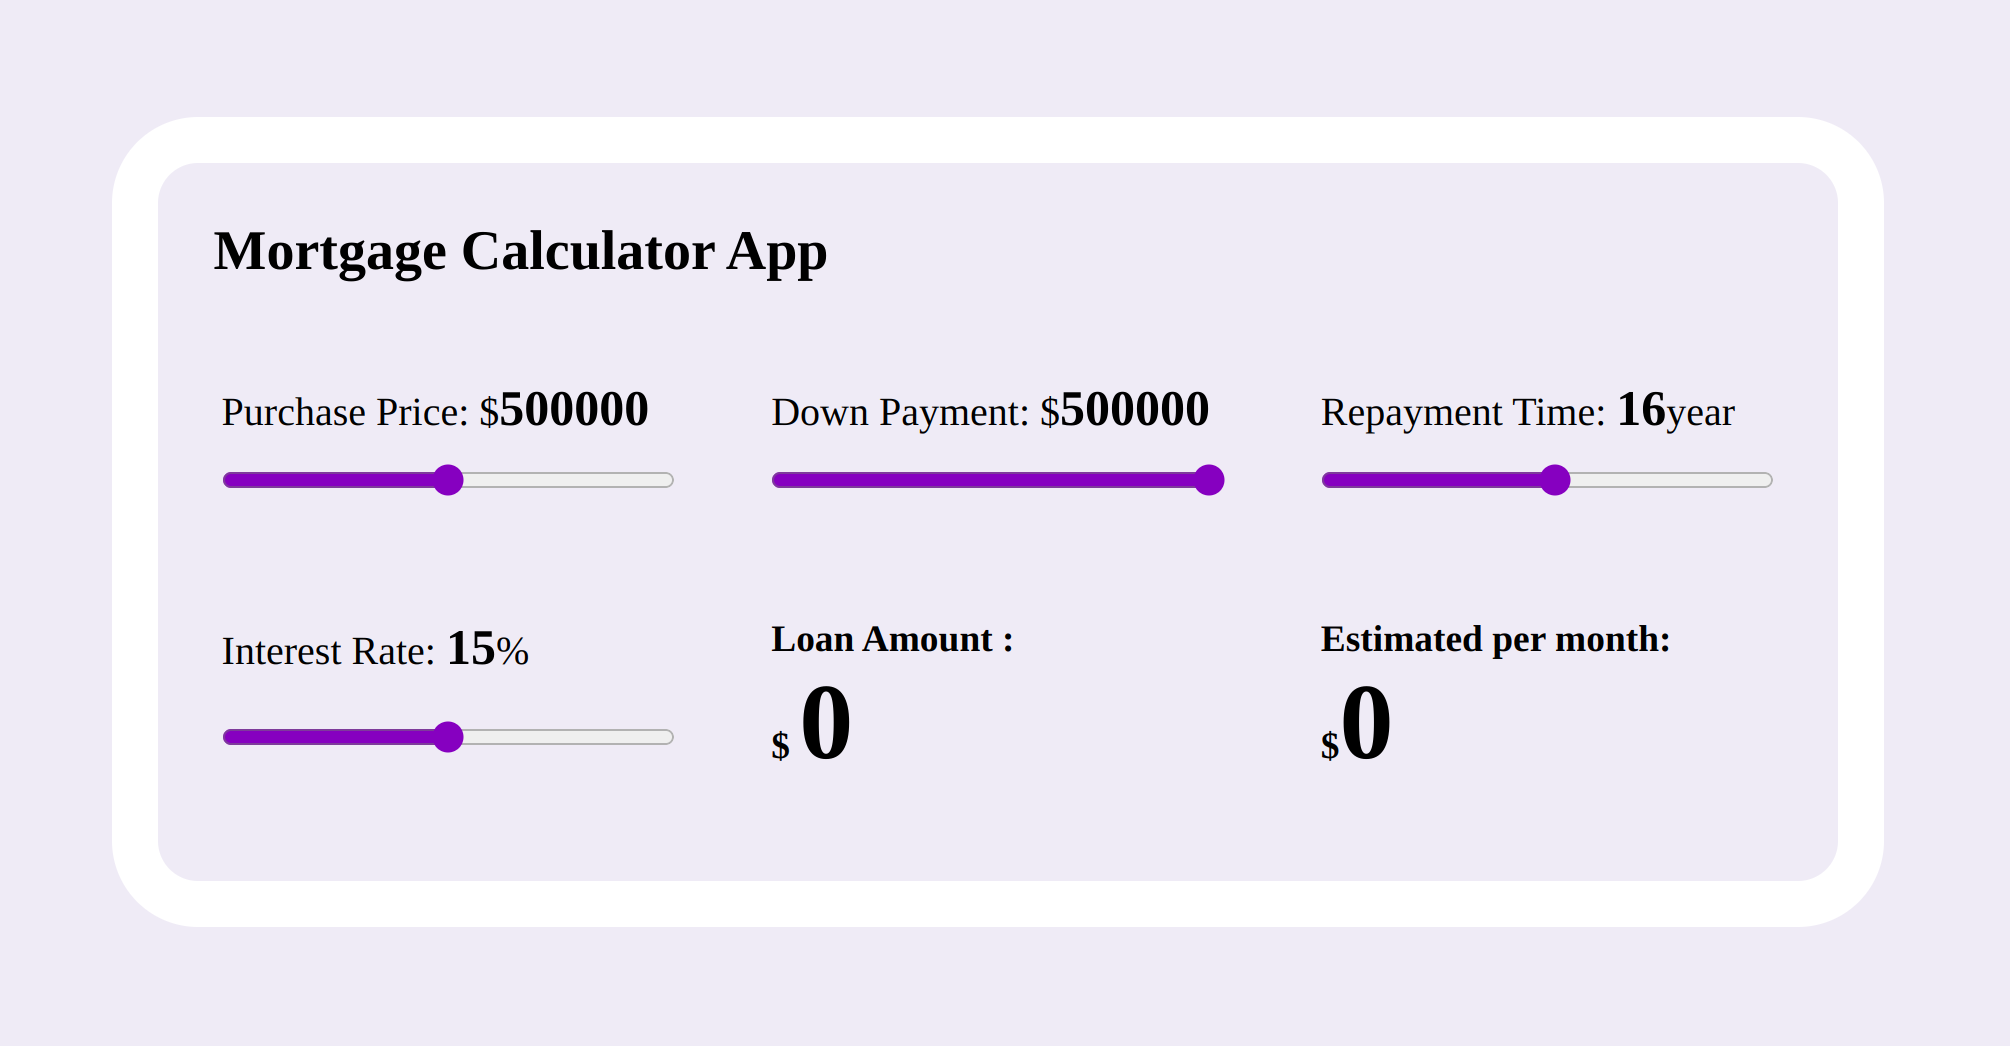 Mortgage Calculator App
Purchase Price: $500000
Down Payment: $500000
Repayment Time: 16year
Interest Rate: 15%
Loan Amount :
$ 0
Estimated per month:
$0